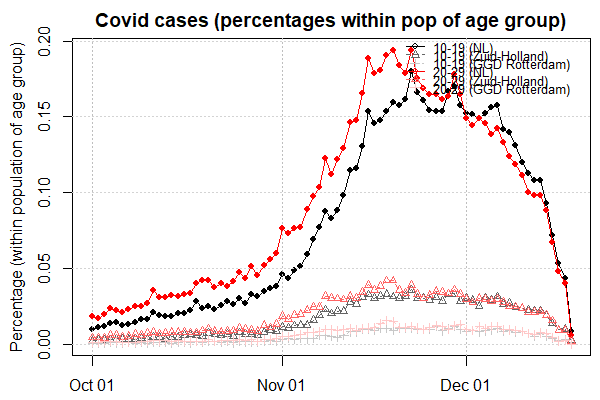 Covid cases (percentages within pop of age group)
Percentage (within population of age group)
0.20
0.15
0.10
0.05
0.00
10-19 (NL)
10-19 (Zuid-Holland)
10-19 (GGD Rotterdam)
20-29 (NL)
20-29 (Zuid-Holland)
20-29 (GGD Rotterdam)
Oct 01
Nov 01
Dec 01